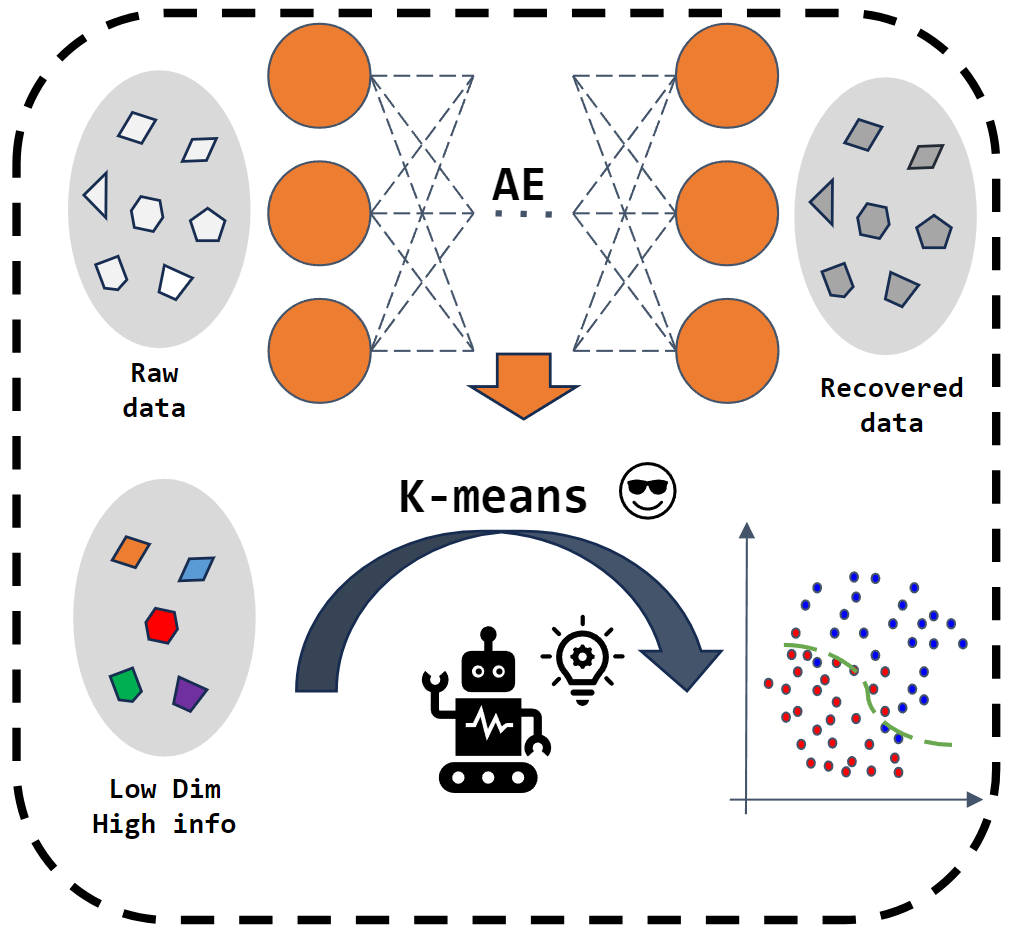 AE
...
Raw
data
Recovered
data
K-means
Low Dim
High info